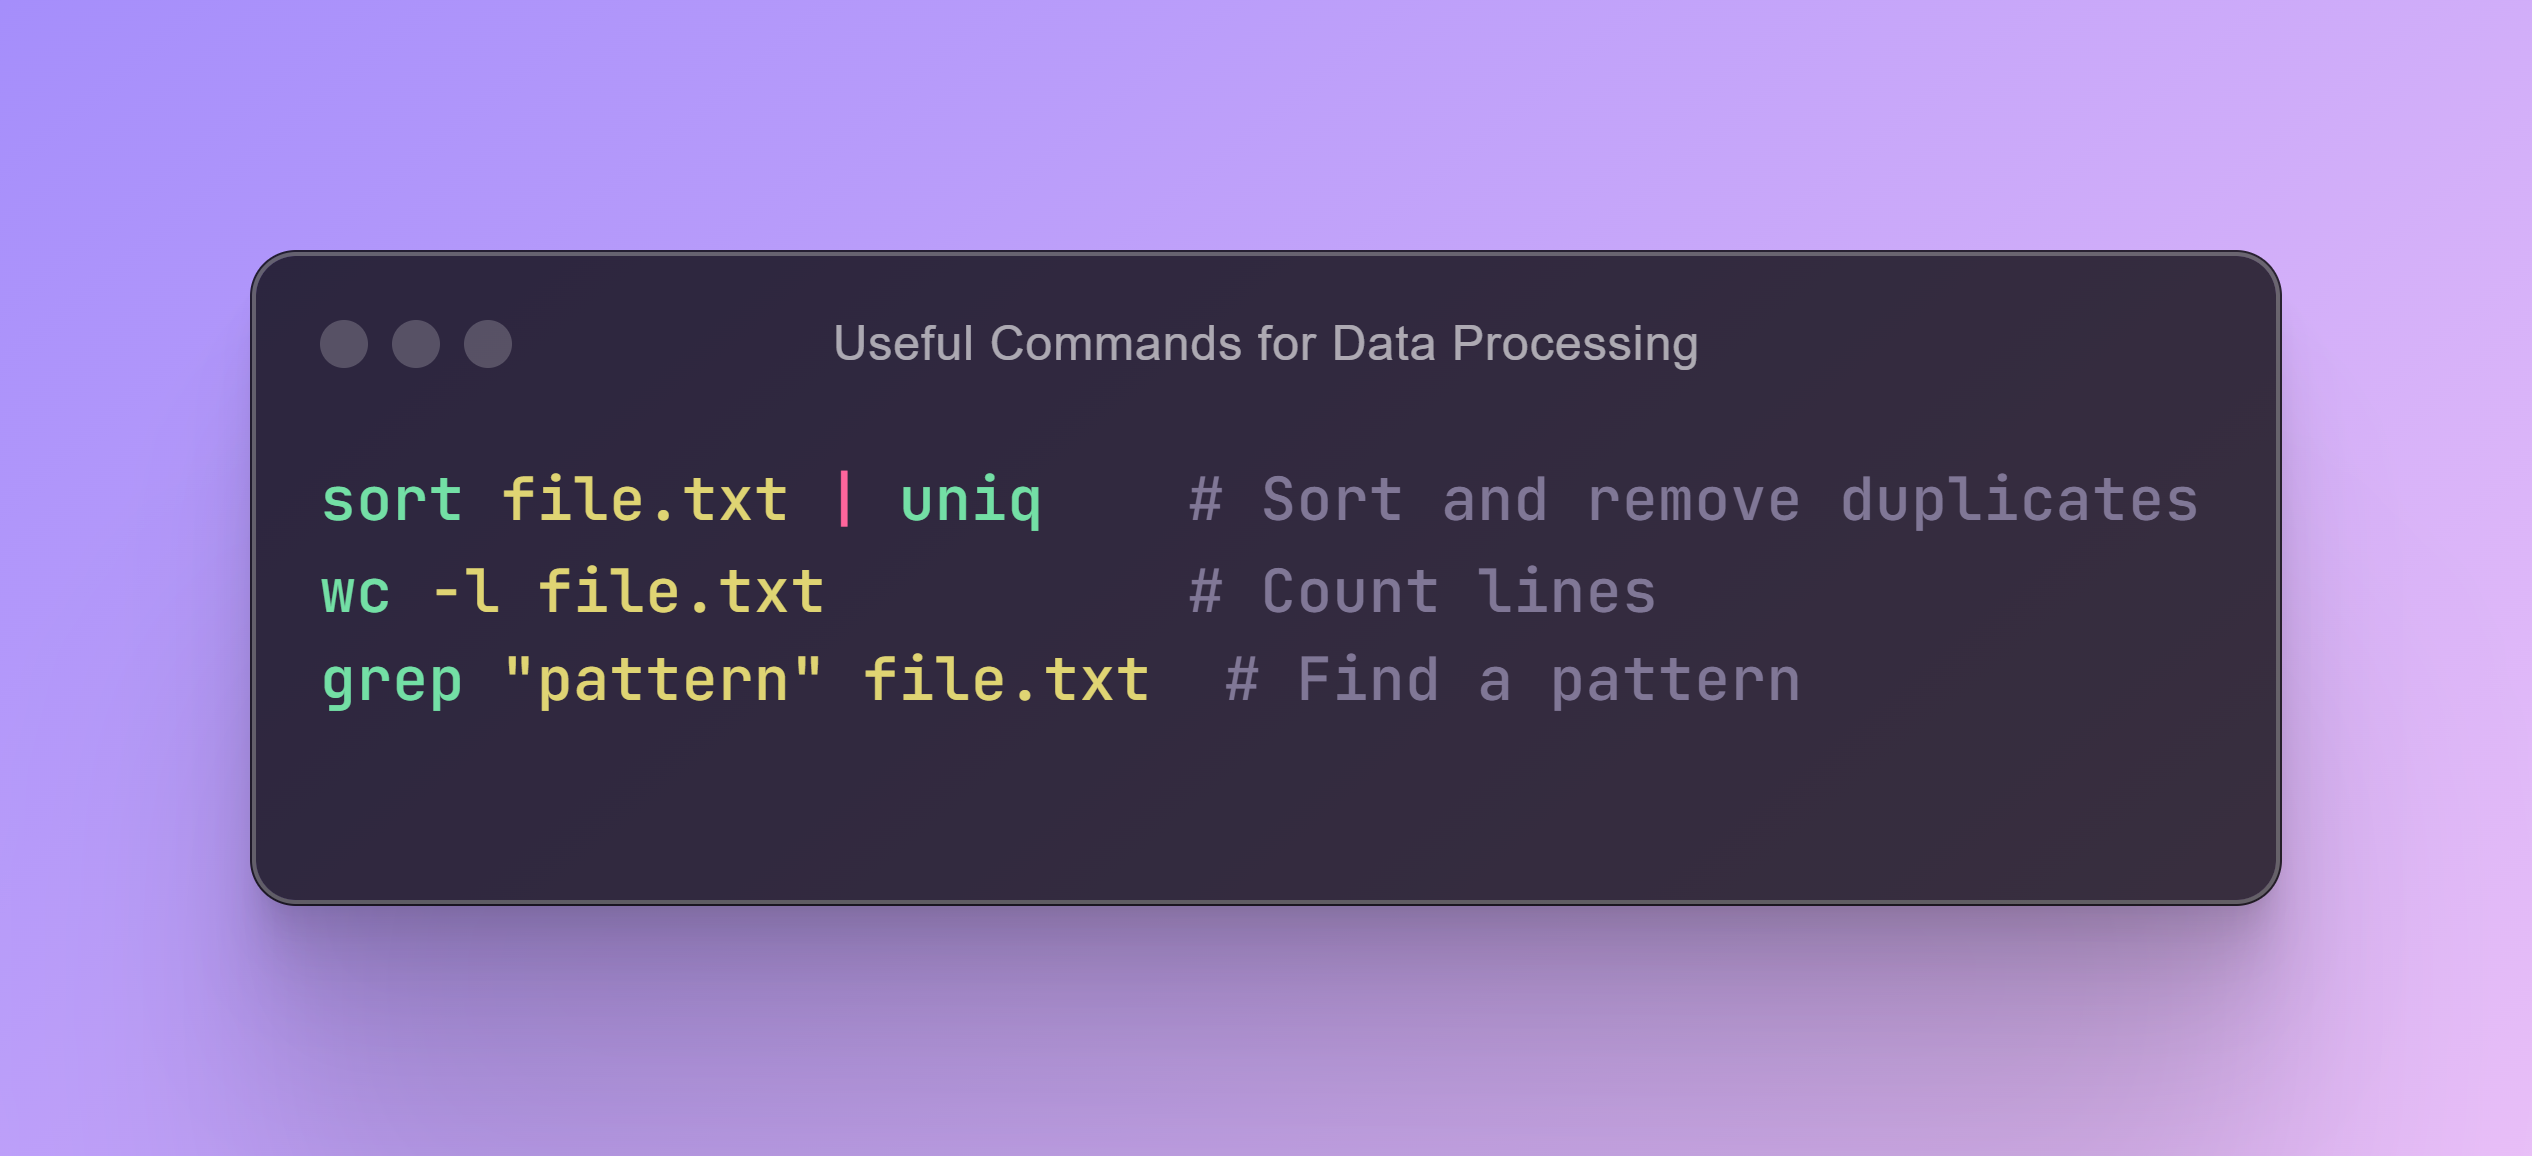 Useful Commands for Data Processing
sort file.txt | uniq    # Sort and remove duplicates
wc -l file.txt          # Count lines
grep "pattern" file.txt  # Find a pattern